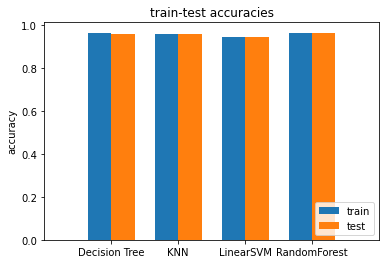 train-test accuracies
accuracy
1.0
0.8
0.6
0.4
0.2
0.0
train
test
Decision Tree KNN LinearSVM RandomForest